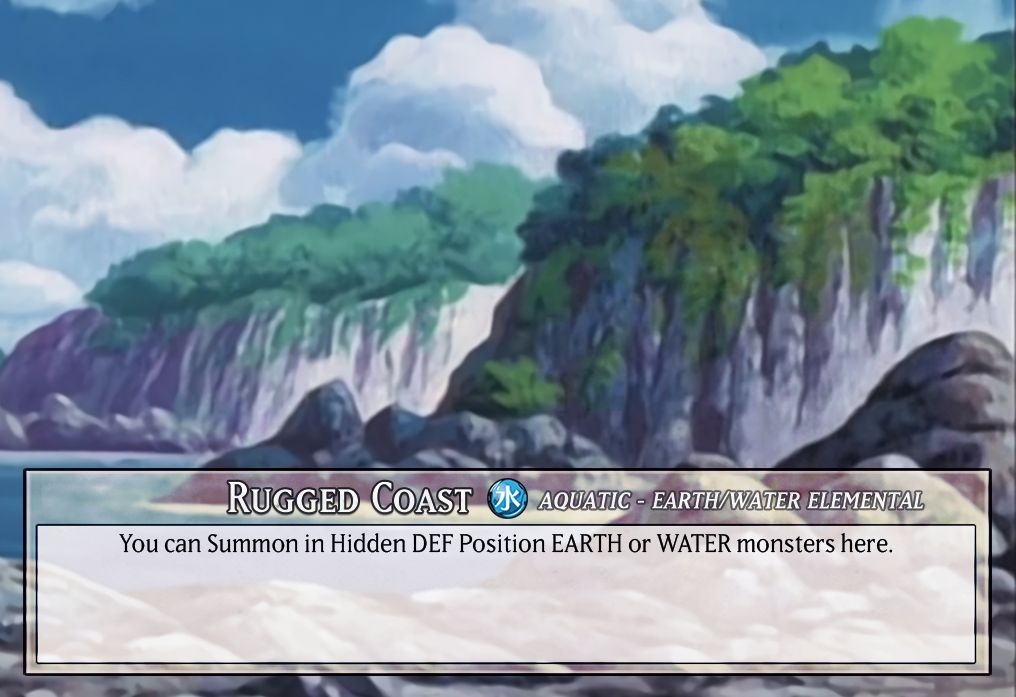 Rugged Coast 水 AQUATIC - EARTH/WATER ELEMENTAL
You can Summon in Hidden DEF Position EARTH or WATER monsters here.